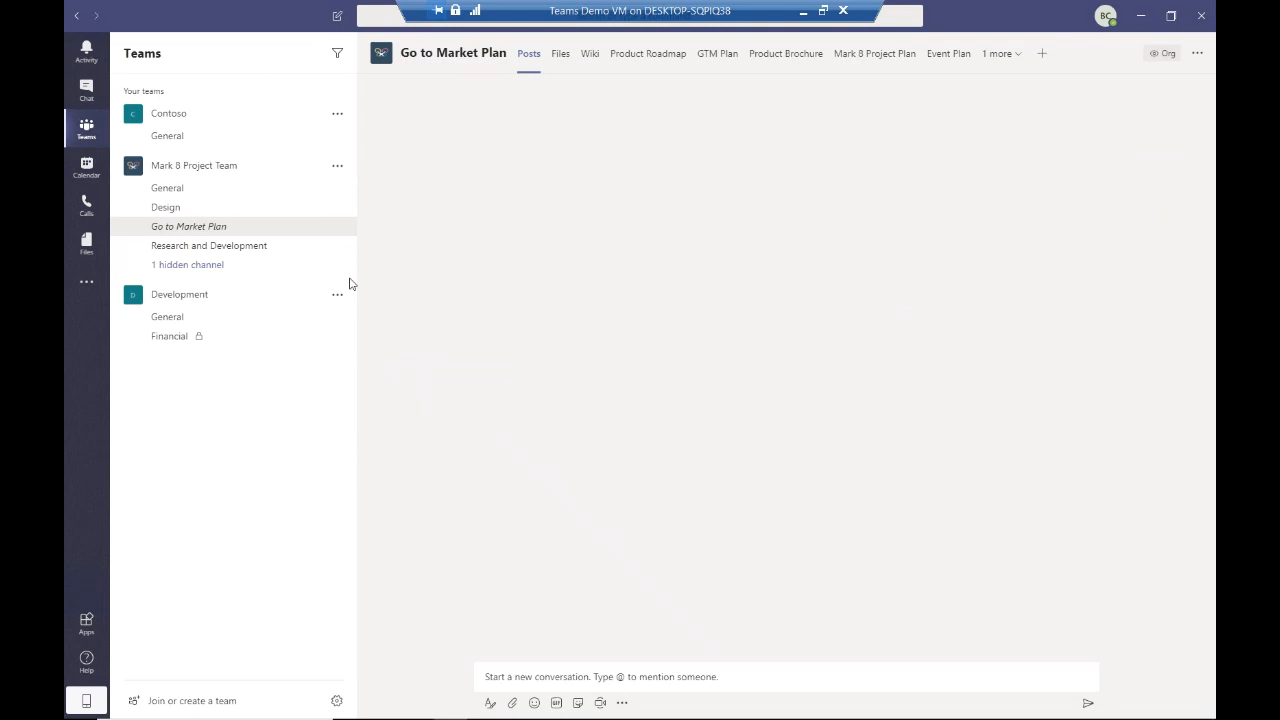 Teams Demo VM on DESKTOP-SQPIQ38
BC
Activity
Chat
Teams
Calendar
Calls
Files
Apps
Help
Teams
Your teams
C Contoso
General
Mark 8 Project Team
General
Design
Go to Market Plan
Research and Development
1 hidden channel
D Development
General
Financial
Join or create a team
Go to Market Plan Posts Files Wiki Product Roadmap GTM Plan Product Brochure Mark 8 Project Plan Event Plan 1 more Org
Start a new conversation. Type @ to mention someone.
GIF